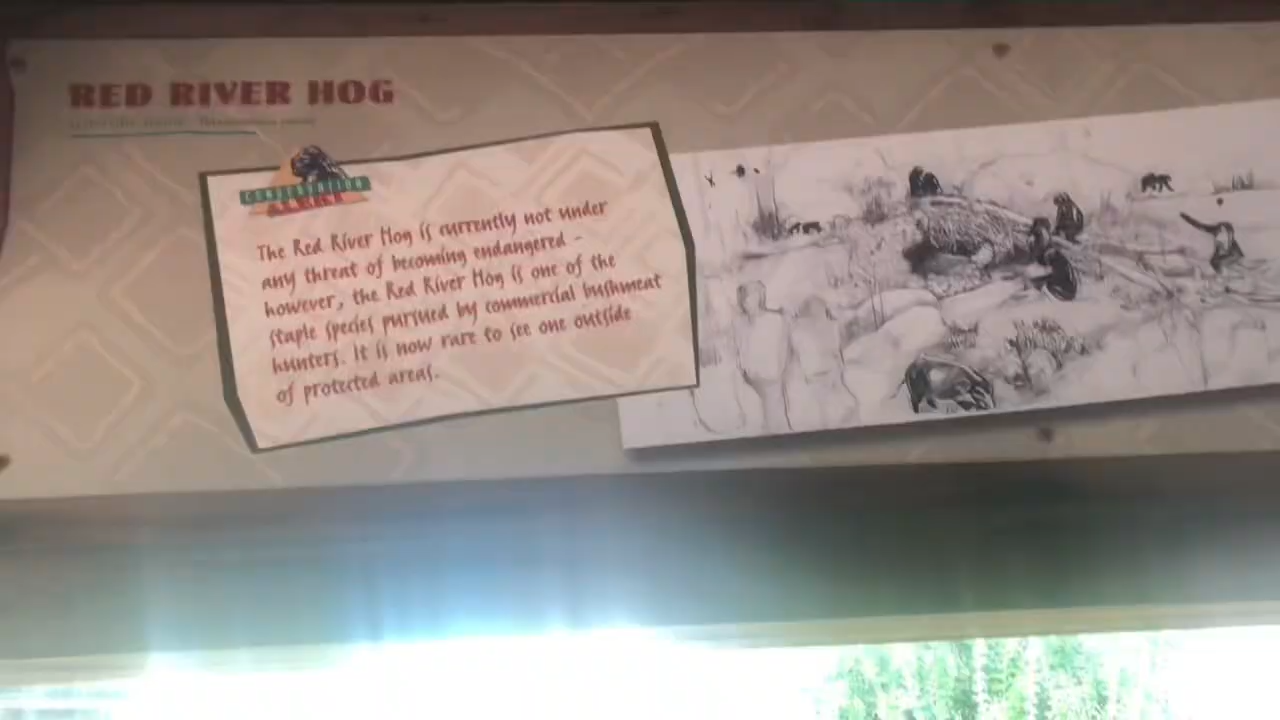 RED RIVER HOG
CONSERVATION
The Red River Hog is currently not under
any threat of becoming endangered -
however, the Red River Hog is one of the
staple species pursued by commercial bushmeat
hunters. It is now rare to see one outside
of protected areas.